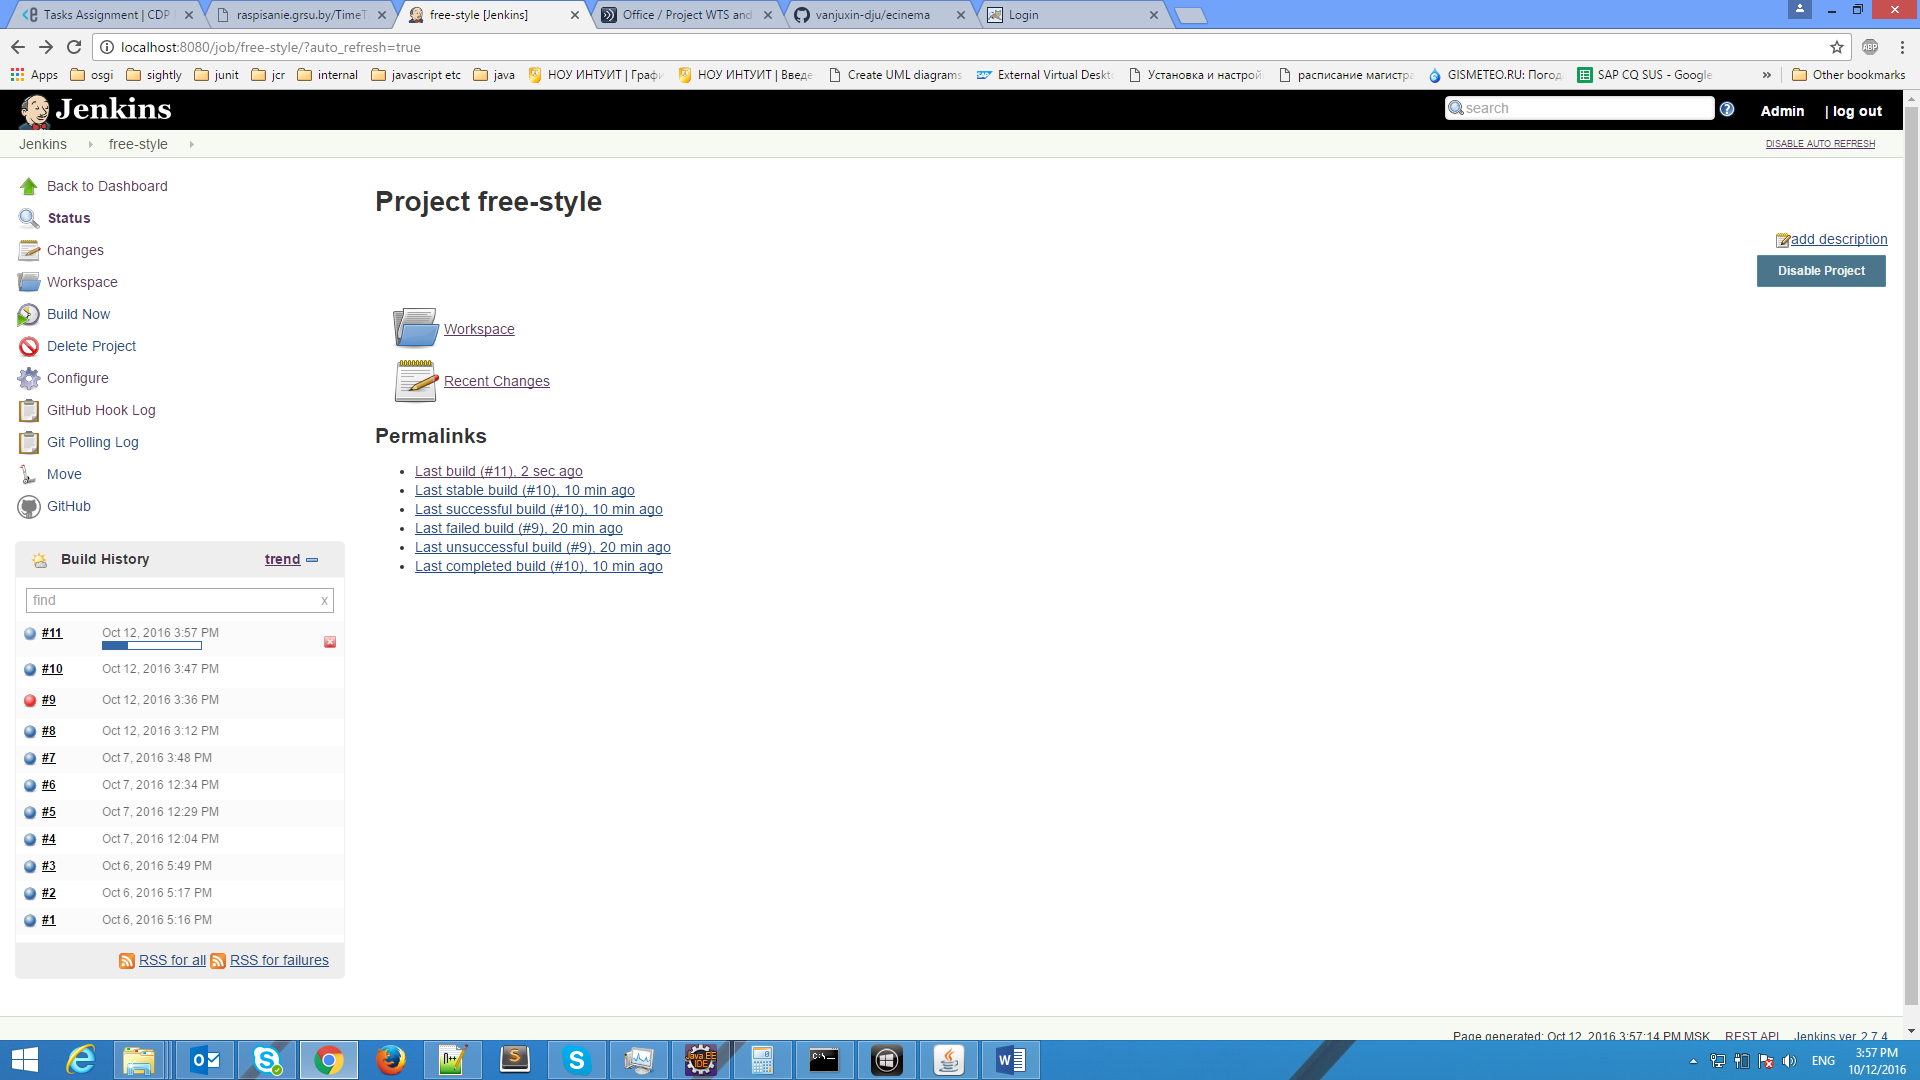 Tasks Assignment | CDP
raspisanie.grsu.by/TimeT
free-style [Jenkins]
Office / Project WTS and
vanjuxin-dju/ecinema
Login
localhost:8080/job/free-style/?auto_refresh=true
ABP
Apps
osgi
sightly
junit
jcr
internal
javascript etc
java
НОУ ИНТУИТ | Графи
НОУ ИНТУИТ | Введе
Create UML diagrams
External Virtual Deskt
Установка и настрой
расписание магистра
GISMETEO.RU: Погод
SAP CQ SUS - Google
»
Other bookmarks
Jenkins
search
Admin
| log out
Jenkins
free-style
DISABLE AUTO REFRESH
Back to Dashboard
Status
Changes
Workspace
Build Now
Delete Project
Configure
GitHub Hook Log
Git Polling Log
Move
GitHub
Project free-style
add description
Disable Project
Workspace
Recent Changes
Permalinks
Last build (#11), 2 sec ago
Last stable build (#10), 10 min ago
Last successful build (#10), 10 min ago
Last failed build (#9), 20 min ago
Last unsuccessful build (#9), 20 min ago
Last completed build (#10), 10 min ago
Build History
trend
find
x
#11 Oct 12, 2016 3:57 PM
#10 Oct 12, 2016 3:47 PM
#9 Oct 12, 2016 3:36 PM
#8 Oct 12, 2016 3:12 PM
#7 Oct 7, 2016 3:48 PM
#6 Oct 7, 2016 12:34 PM
#5 Oct 7, 2016 12:29 PM
#4 Oct 7, 2016 12:04 PM
#3 Oct 6, 2016 5:49 PM
#2 Oct 6, 2016 5:17 PM
#1 Oct 6, 2016 5:16 PM
RSS for all
RSS for failures
Page generated: Oct 12, 2016 3:57:14 PM MSK
REST API
Jenkins ver. 2.7.4
Java EE
IDE
ENG
3:57 PM
10/12/2016